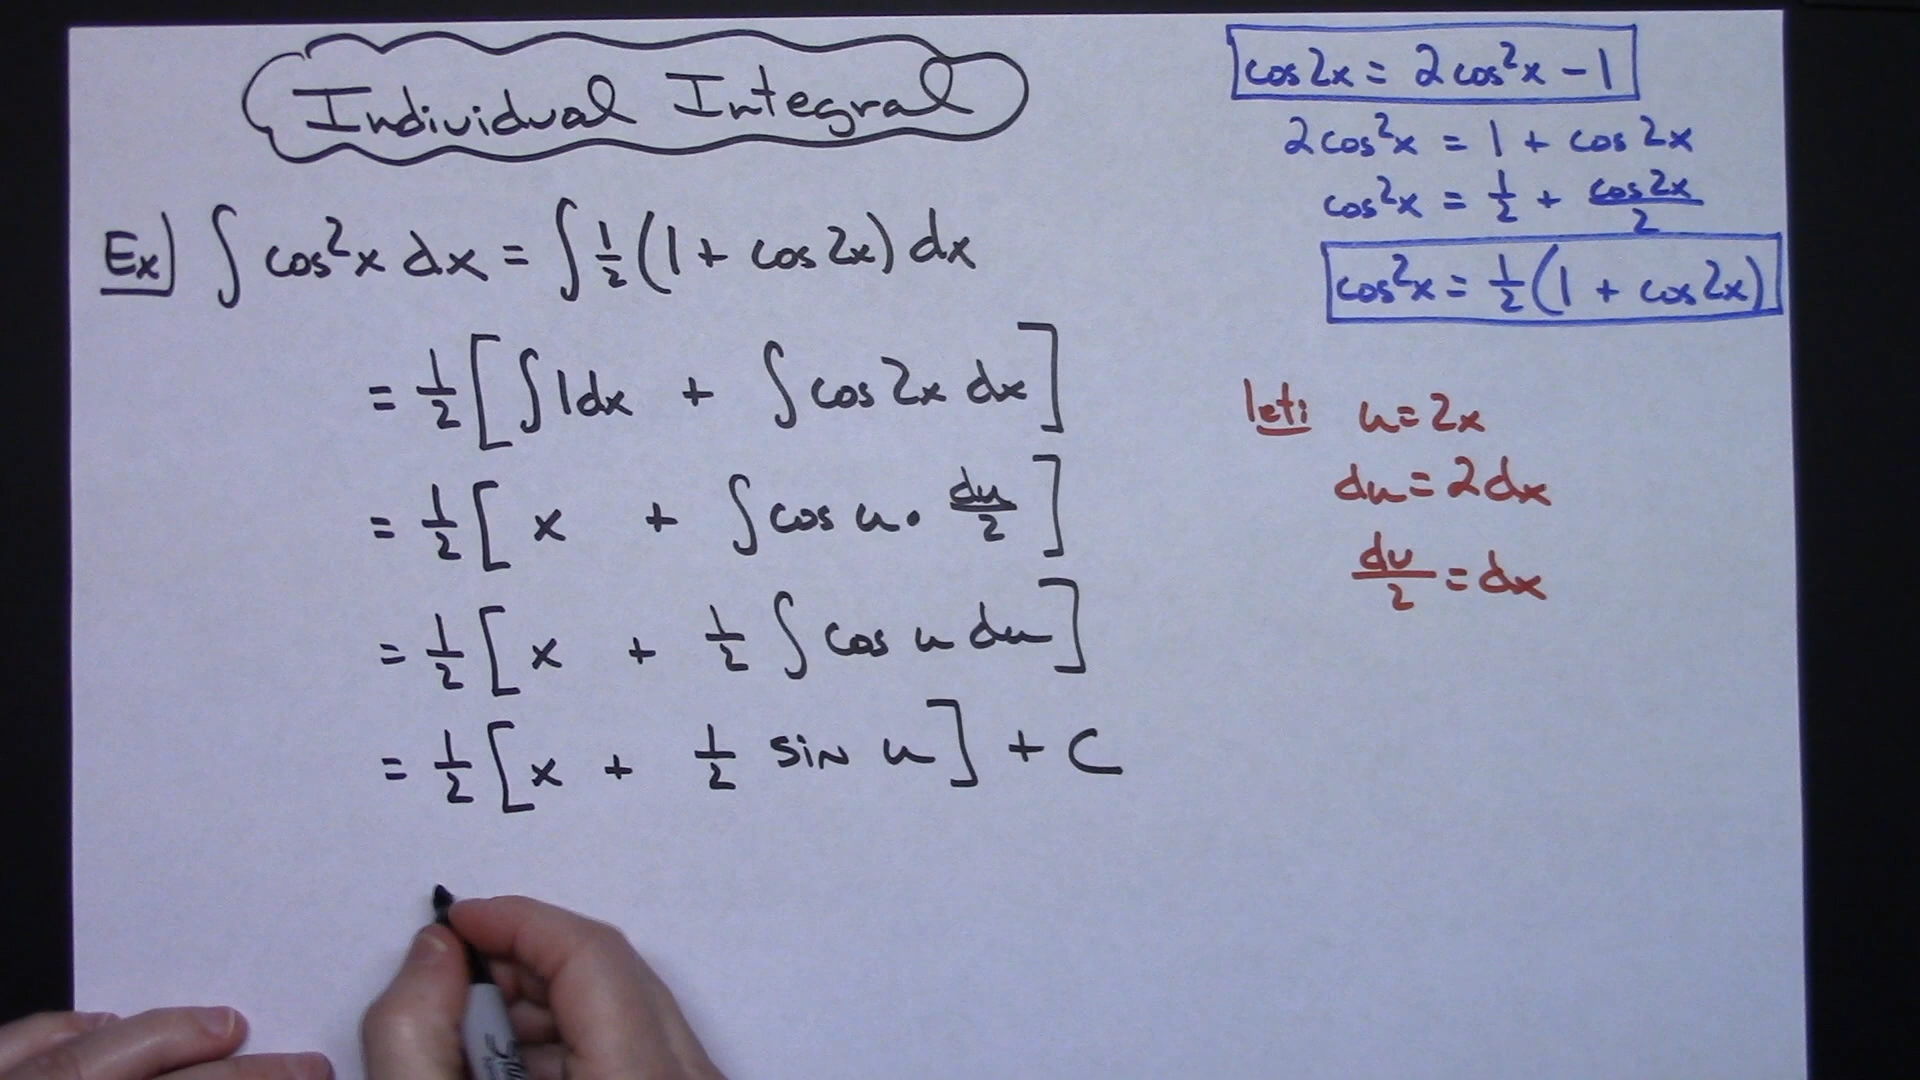 Individual Integral
Ex) ∫ cos²x dx = ∫ ½ (1 + cos 2x) dx
= ½ [ ∫ 1dx + ∫ cos 2x dx ]
= ½ [ x + ∫ cos u · du/2 ]
= ½ [ x + ½ ∫ cos u du ]
= ½ [ x + ½ sin u ] + C
cos 2x = 2cos²x - 1
2cos²x = 1 + cos 2x
cos²x = ½ + cos2x/2
cos²x = ½ (1 + cos 2x)
let: u = 2x
du = 2dx
du/2 = dx